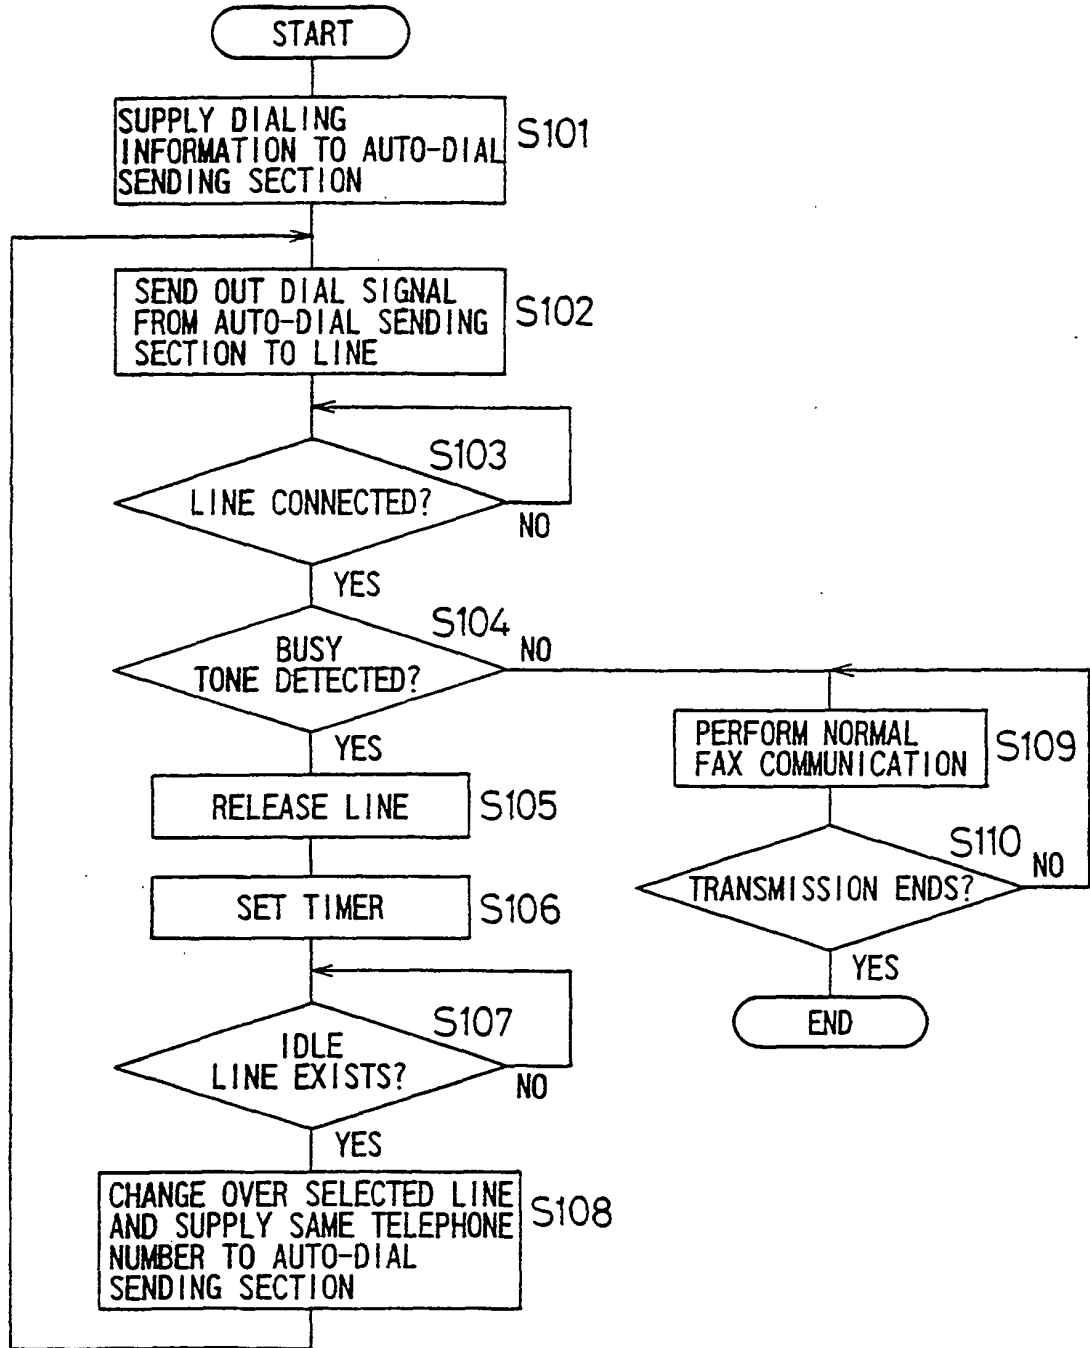 START
SUPPLY DIALING
INFORMATION TO AUTO-DIAL
SENDING SECTION
S101
SEND OUT DIAL SIGNAL
FROM AUTO-DIAL SENDING
SECTION TO LINE
S102
S103
LINE CONNECTED?
NO
YES
S104
BUSY
TONE DETECTED?
NO
YES
RELEASE LINE
S105
SET TIMER
S106
S107
IDLE
LINE EXISTS?
NO
YES
CHANGE OVER SELECTED LINE
AND SUPPLY SAME TELEPHONE
NUMBER TO AUTO-DIAL
SENDING SECTION
S108
PERFORM NORMAL
FAX COMMUNICATION
S109
S110
TRANSMISSION ENDS?
NO
YES
END